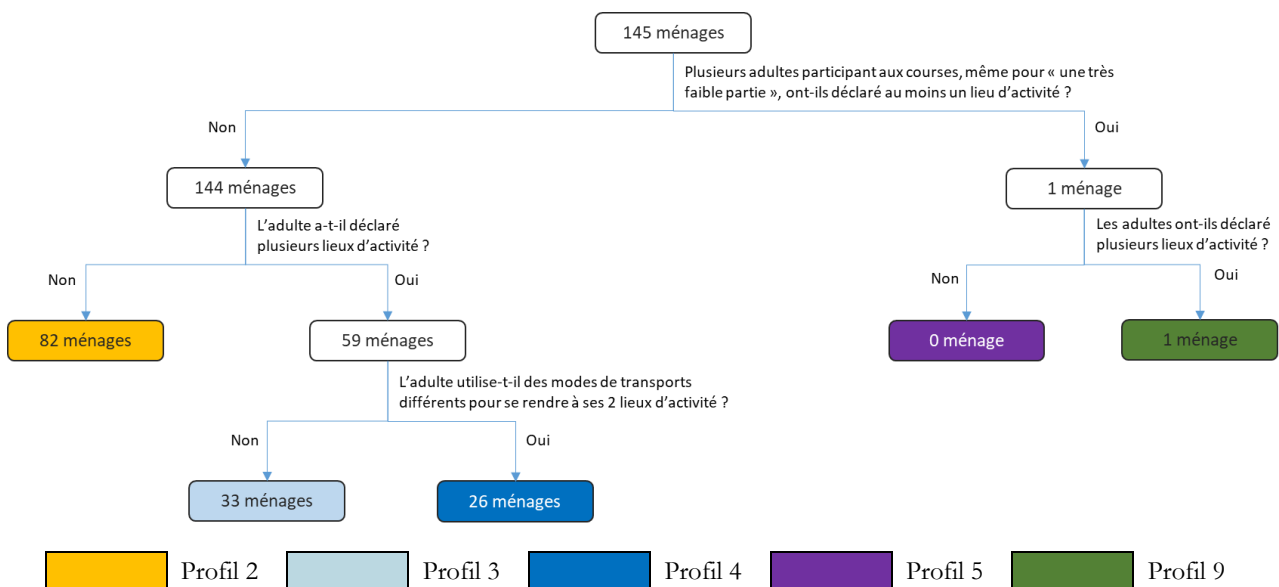 145 ménages
Plusieurs adultes participant aux courses, même pour « une très
faible partie », ont-ils déclaré au moins un lieu d’activité ?
Non
Oui
144 ménages
1 ménage
L’adulte a-t-il déclaré
plusieurs lieux d’activité ?
Les adultes ont-ils déclaré
plusieurs lieux d’activité ?
Non
Oui
Non
Oui
82 ménages
59 ménages
0 ménage
1 ménage
L’adulte utilise-t-il des modes de transports
différents pour se rendre à ses 2 lieux d’activité ?
Non
Oui
33 ménages
26 ménages
Profil 2
Profil 3
Profil 4
Profil 5
Profil 9